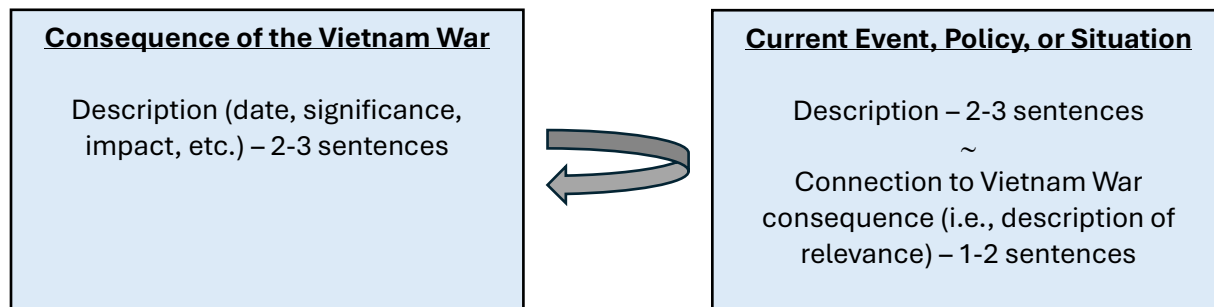 Consequence of the Vietnam War
Description (date, significance,
impact, etc.) – 2-3 sentences
Current Event, Policy, or Situation
Description – 2-3 sentences
~
Connection to Vietnam War
consequence (i.e., description of
relevance) – 1-2 sentences